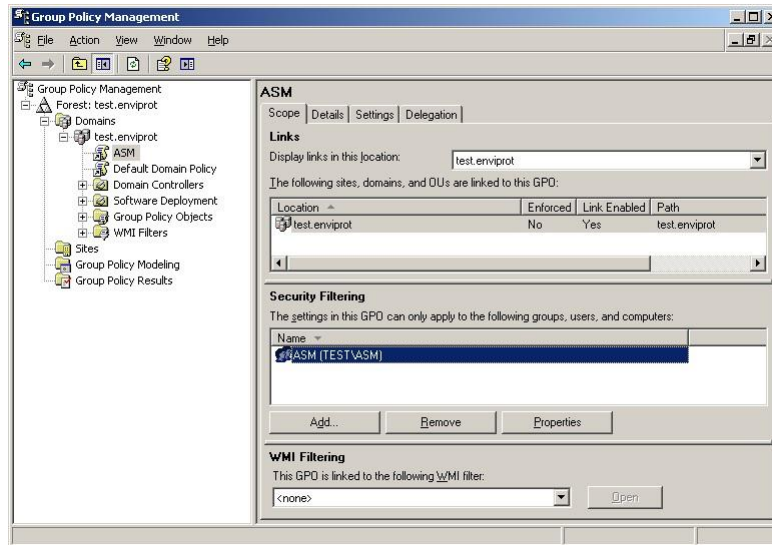 Group Policy Management
File Action View Window Help
Group Policy Management
Forest: test.enviprot
Domains
test.enviprot
ASM
Default Domain Policy
Domain Controllers
Software Deployment
Group Policy Objects
WMI Filters
Sites
Group Policy Modeling
Group Policy Results
ASM
Scope Details Settings Delegation
Links
Display links in this location: test.enviprot
The following sites, domains, and OUs are linked to this GPO:
Location Enforced Link Enabled Path
test.enviprot No Yes test.enviprot
Security Filtering
The settings in this GPO can only apply to the following groups, users, and computers:
Name
ASM (TEST\ASM)
Add... Remove Properties
WMI Filtering
This GPO is linked to the following WMI filter:
<none> Open